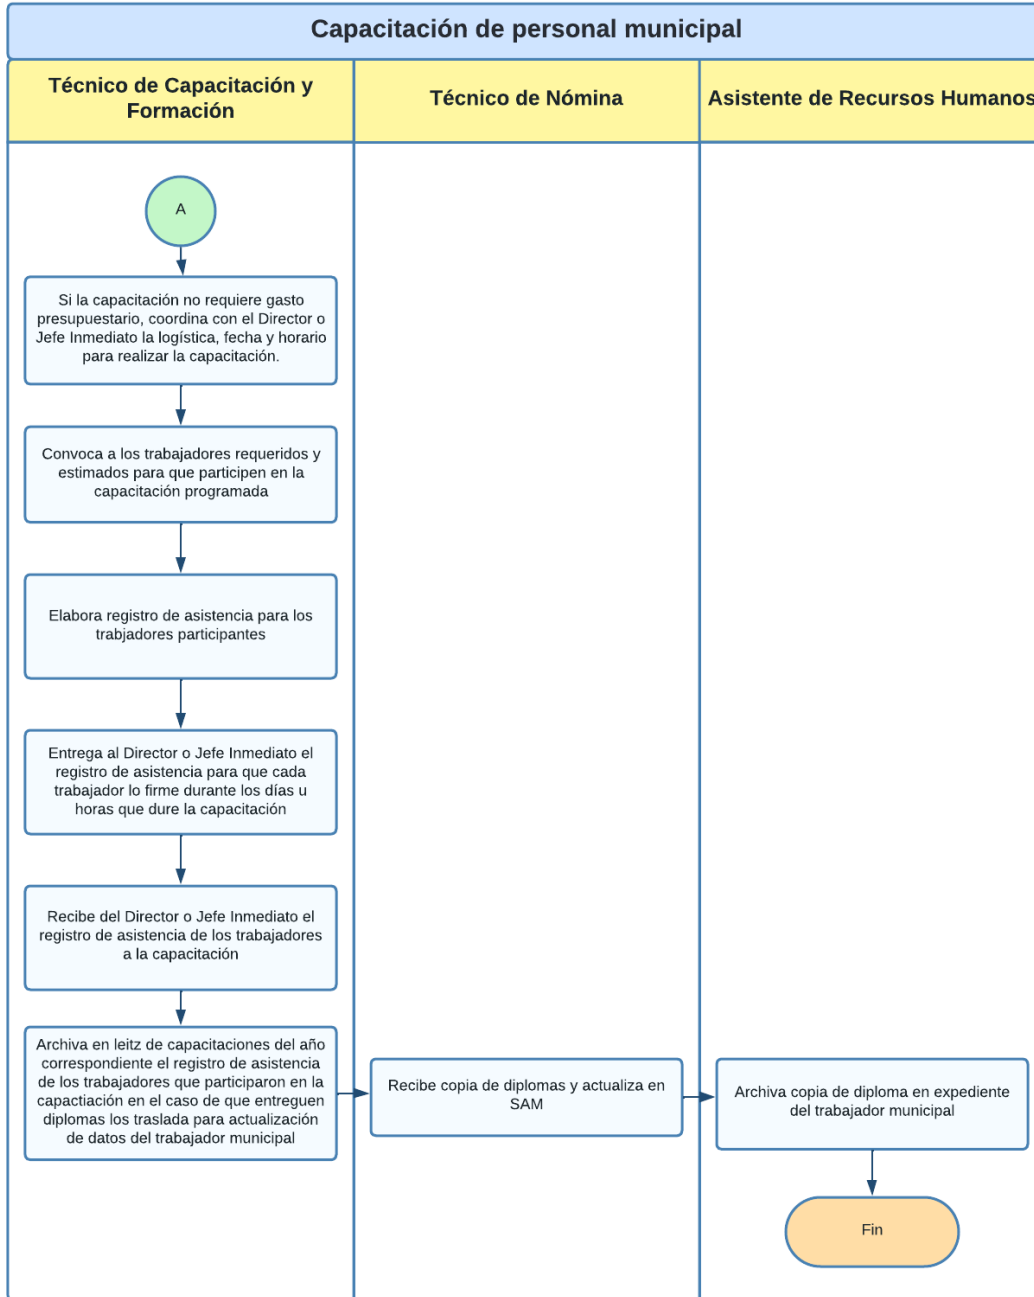 Capacitación de personal municipal
Técnico de Capacitación y
Formación
Técnico de Nómina
Asistente de Recursos Humanos
A
Si la capacitación no requiere gasto
presupuestario, coordina con el Director o
Jefe Inmediato la logística, fecha y horario
para realizar la capacitación.
Convoca a los trabajadores requeridos y
estimados para que participen en la
capacitación programada
Elabora registro de asistencia para los
trabjadores participantes
Entrega al Director o Jefe Inmediato el
registro de asistencia para que cada
trabajador lo firme durante los días u
horas que dure la capacitación
Recibe del Director o Jefe Inmediato el
registro de asistencia de los trabajadores
a la capacitación
Archiva en leitz de capacitaciones del año
correspondiente el registro de asistencia
de los trabajadores que participaron en la
capactiación en el caso de que entreguen
diplomas los traslada para actualización
de datos del trabajador municipal
Recibe copia de diplomas y actualiza en
SAM
Archiva copia de diploma en expediente
del trabajador municipal
Fin